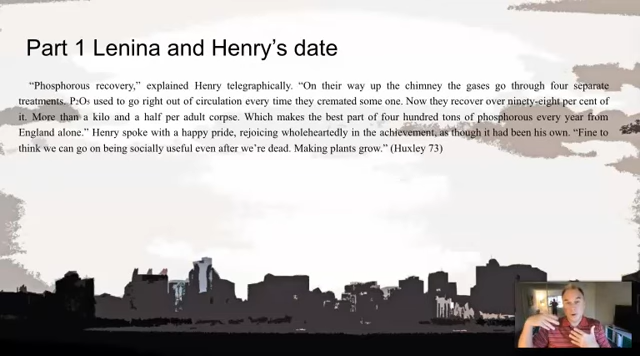 Part 1 Lenina and Henry's date
"Phosphorous recovery," explained Henry telegraphically. "On their way up the chimney the gases go through four separate
treatments. P₂O₅ used to go right out of circulation every time they cremated some one. Now they recover over ninety-eight per cent of
it. More than a kilo and a half per adult corpse. Which makes the best part of four hundred tons of phosphorous every year from
England alone." Henry spoke with a happy pride, rejoicing wholeheartedly in the achievement, as though it had been his own. "Fine to
think we can go on being socially useful even after we're dead. Making plants grow." (Huxley 73)